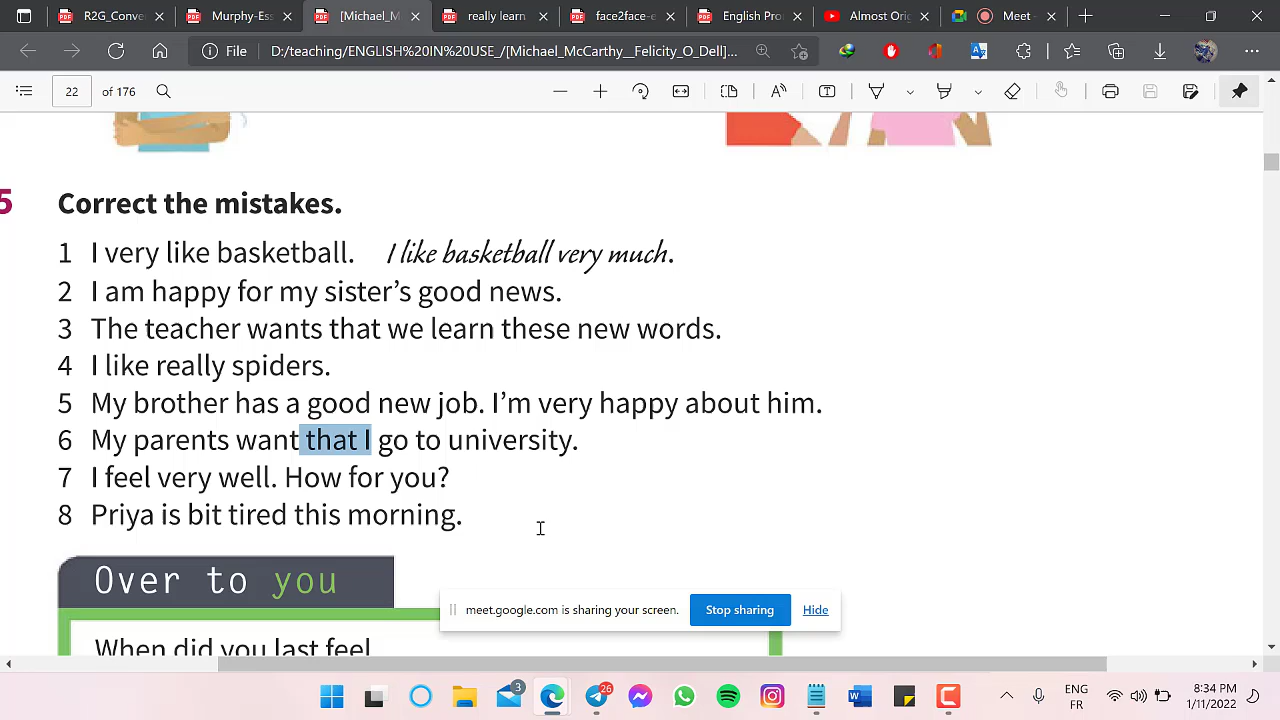 R2G_Conver
Murphy-Ess
[Michael_M
really learn
face2face-e
EnglishPro
Almost Ori
Meet -
File
D:/teaching/ENGLISH%20IN%20USE_/[Michael_McCarthy__Felicity_O_Dell]...
22 of 176
5 Correct the mistakes.
1 I very like basketball. I like basketball very much.
2 I am happy for my sister's good news.
3 The teacher wants that we learn these new words.
4 I like really spiders.
5 My brother has a good new job. I'm very happy about him.
6 My parents want that I go to university.
7 I feel very well. How for you?
8 Priya is bit tired this morning.
Over to you
meet.google.com is sharing your screen. Stop sharing Hide
When did you last feel
3
26
ENG
FR
8:34 PM
1/11/2022